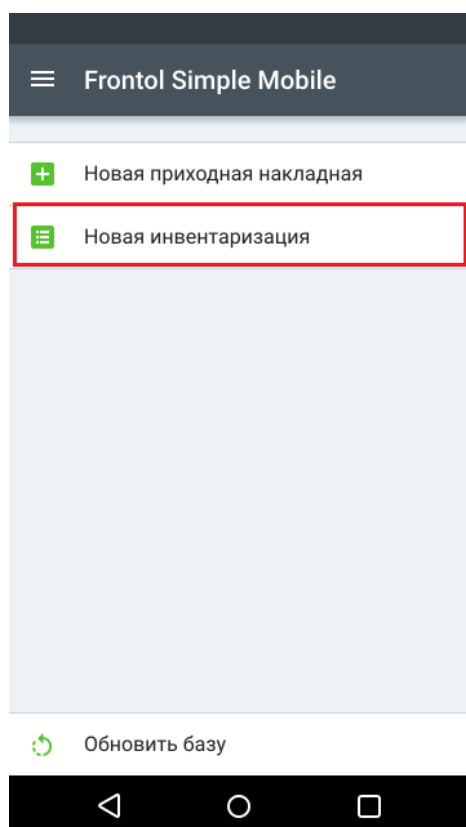 Frontol Simple Mobile
Новая приходная накладная
Новая инвентаризация
Обновить базу